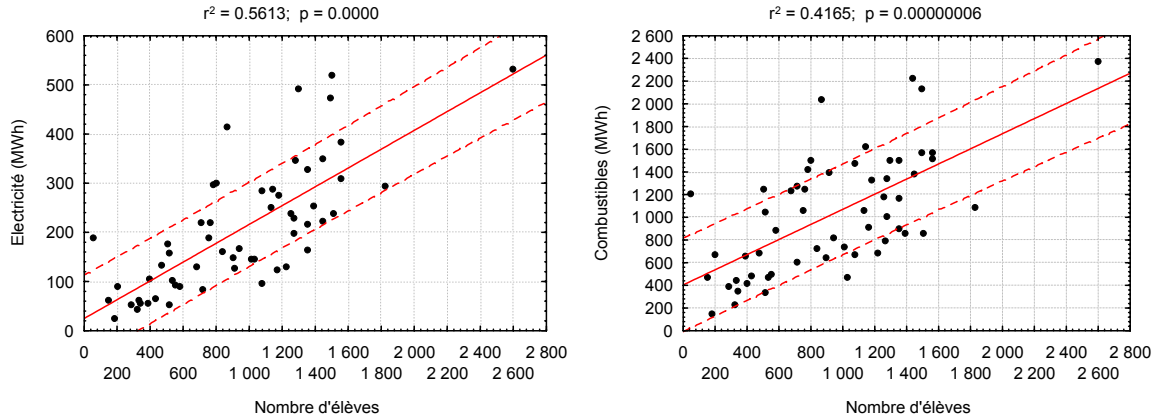 r² = 0.5613; p = 0.0000
600
500
400
300
200
100
0
Electricité (MWh)
0 400 800 1 200 1 600 2 000 2 400 2 800
200 600 1 000 1 400 1 800 2 200 2 600
Nombre d'élèves
r² = 0.4165; p = 0.00000006
2 600
2 400
2 200
2 000
1 800
1 600
1 400
1 200
1 000
800
600
400
200
0
Combustibles (MWh)
0 400 800 1 200 1 600 2 000 2 400 2 800
200 600 1 000 1 400 1 800 2 200 2 600
Nombre d'élèves